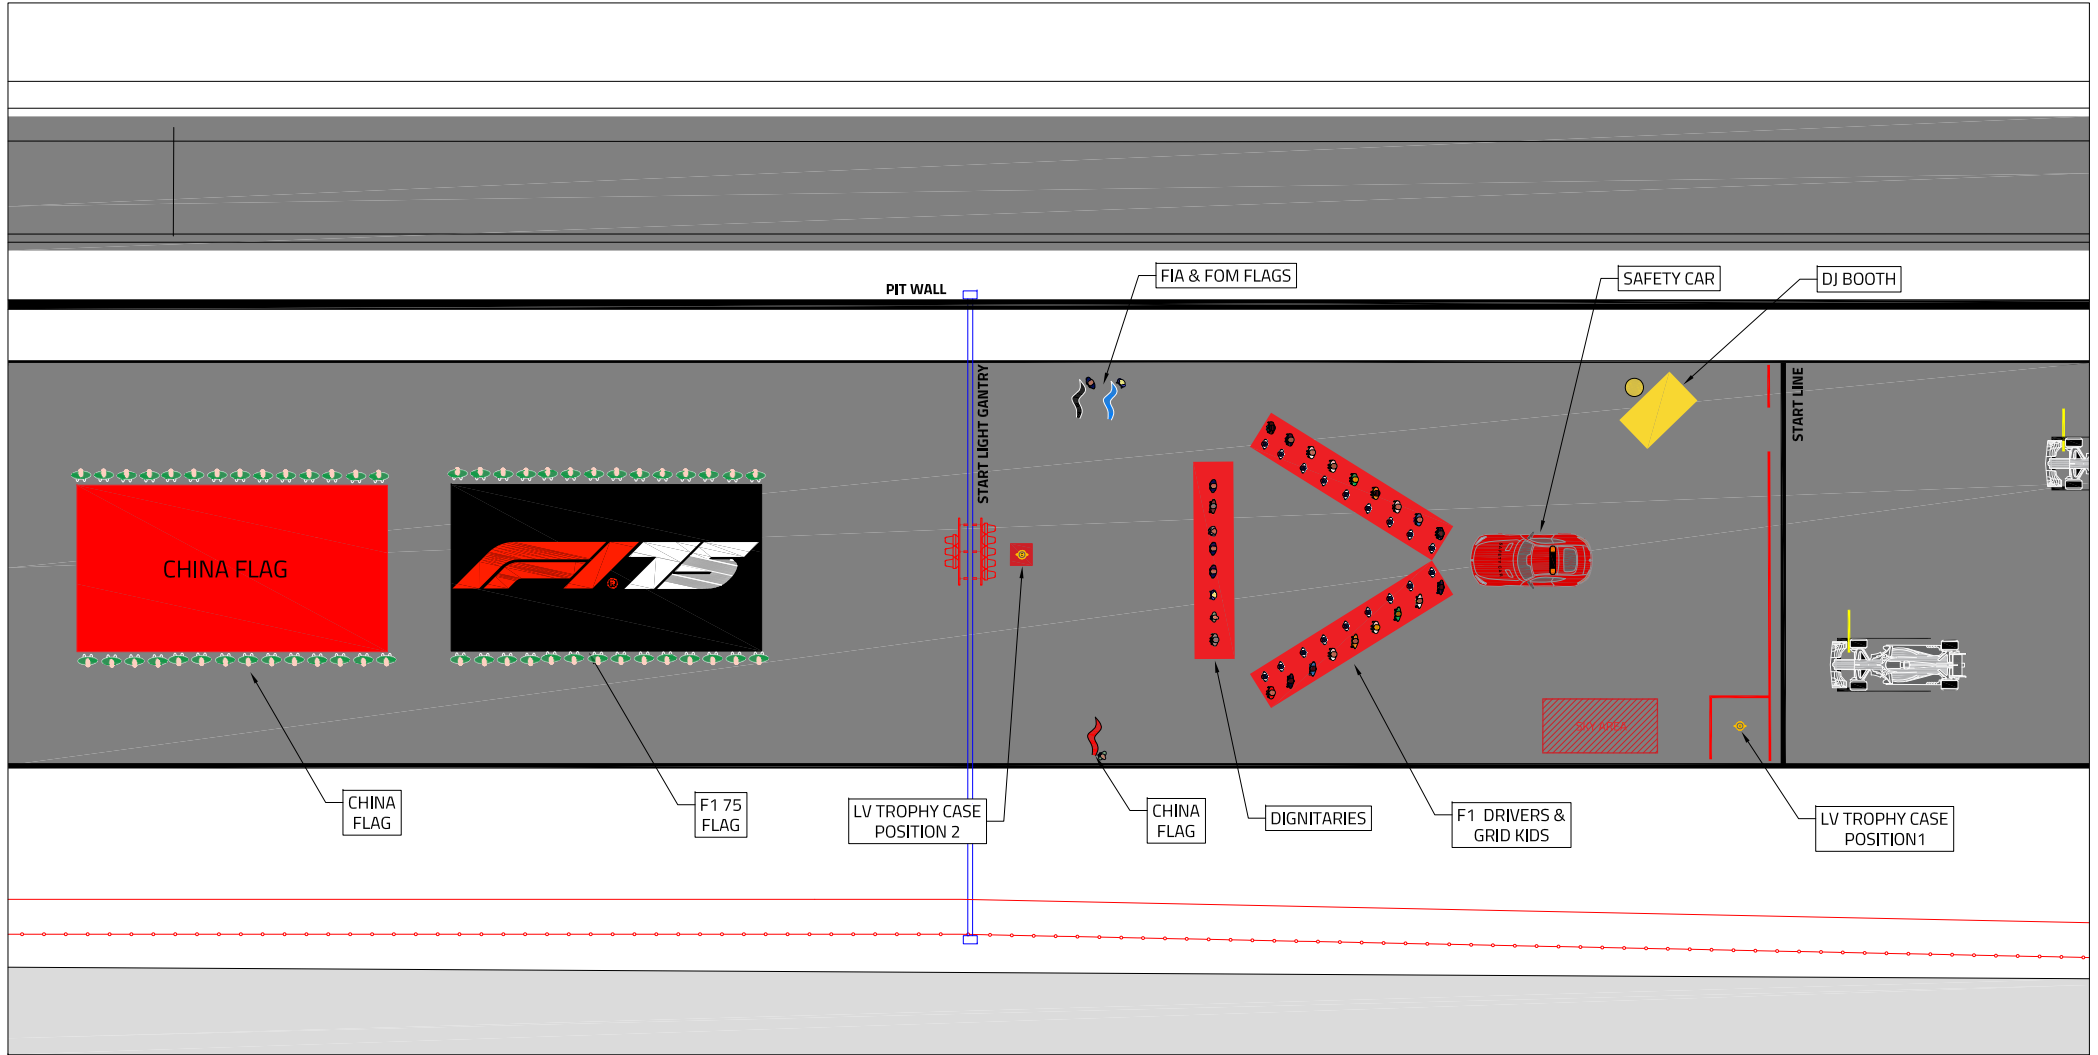 FIA & FOM FLAGS
SAFETY CAR
DJ BOOTH
PIT WALL
START LIGHT GANTRY
START LINE
CHINA FLAG
F1.75
SKY AREA
CHINA
FLAG
F1 75
FLAG
LV TROPHY CASE
POSITION 2
CHINA
FLAG
DIGNITARIES
F1 DRIVERS &
GRID KIDS
LV TROPHY CASE
POSITION1